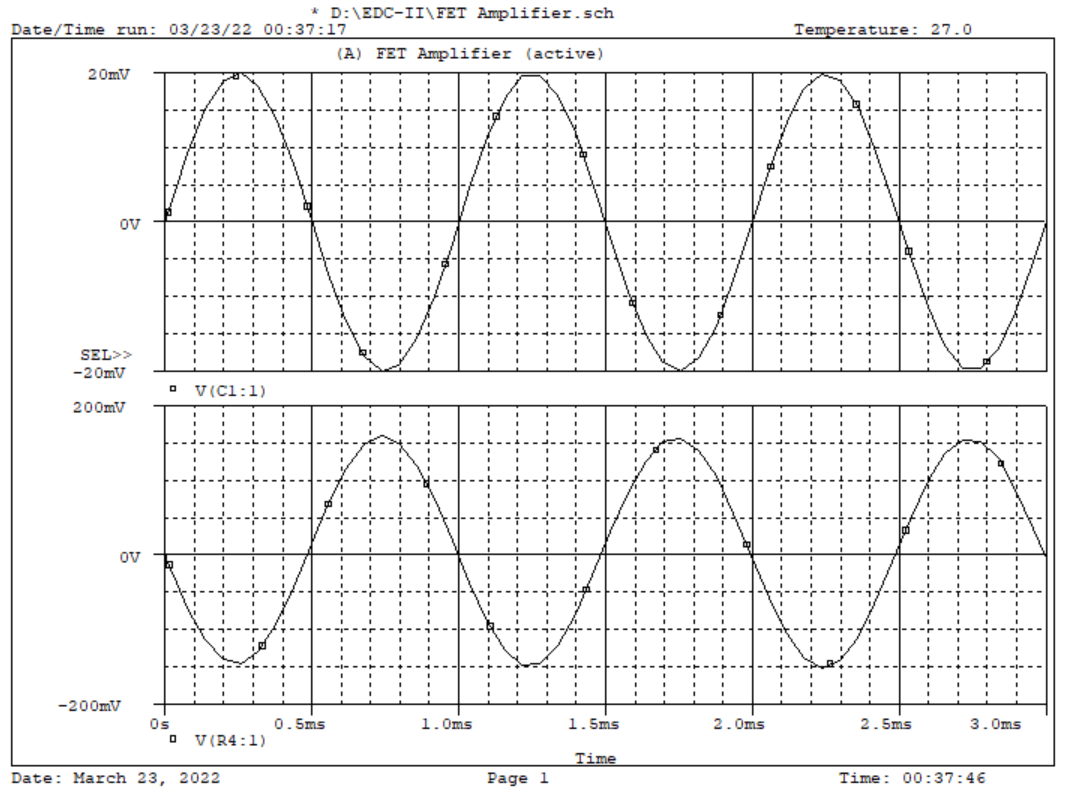 * D:\EDC-II\FET Amplifier.sch
Date/Time run: 03/23/22 00:37:17 Temperature: 27.0
(A) FET Amplifier (active)
20mV
0V
SEL>>
-20mV
V(C1:1)
200mV
0V
-200mV
0s 0.5ms 1.0ms 1.5ms 2.0ms 2.5ms 3.0ms
V(R4:1)
Time
Date: March 23, 2022 Page 1 Time: 00:37:46